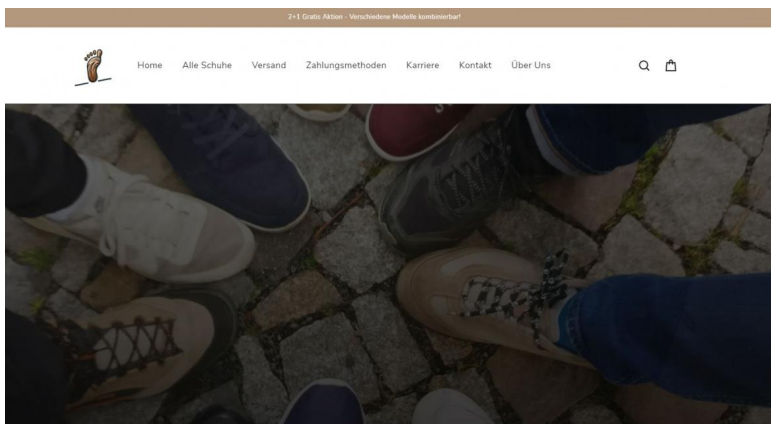 2+1 Gratis Aktion - Verschiedene Modelle kombinierbar!
Home Alle Schuhe Versand Zahlungsmethoden Karriere Kontakt Über Uns